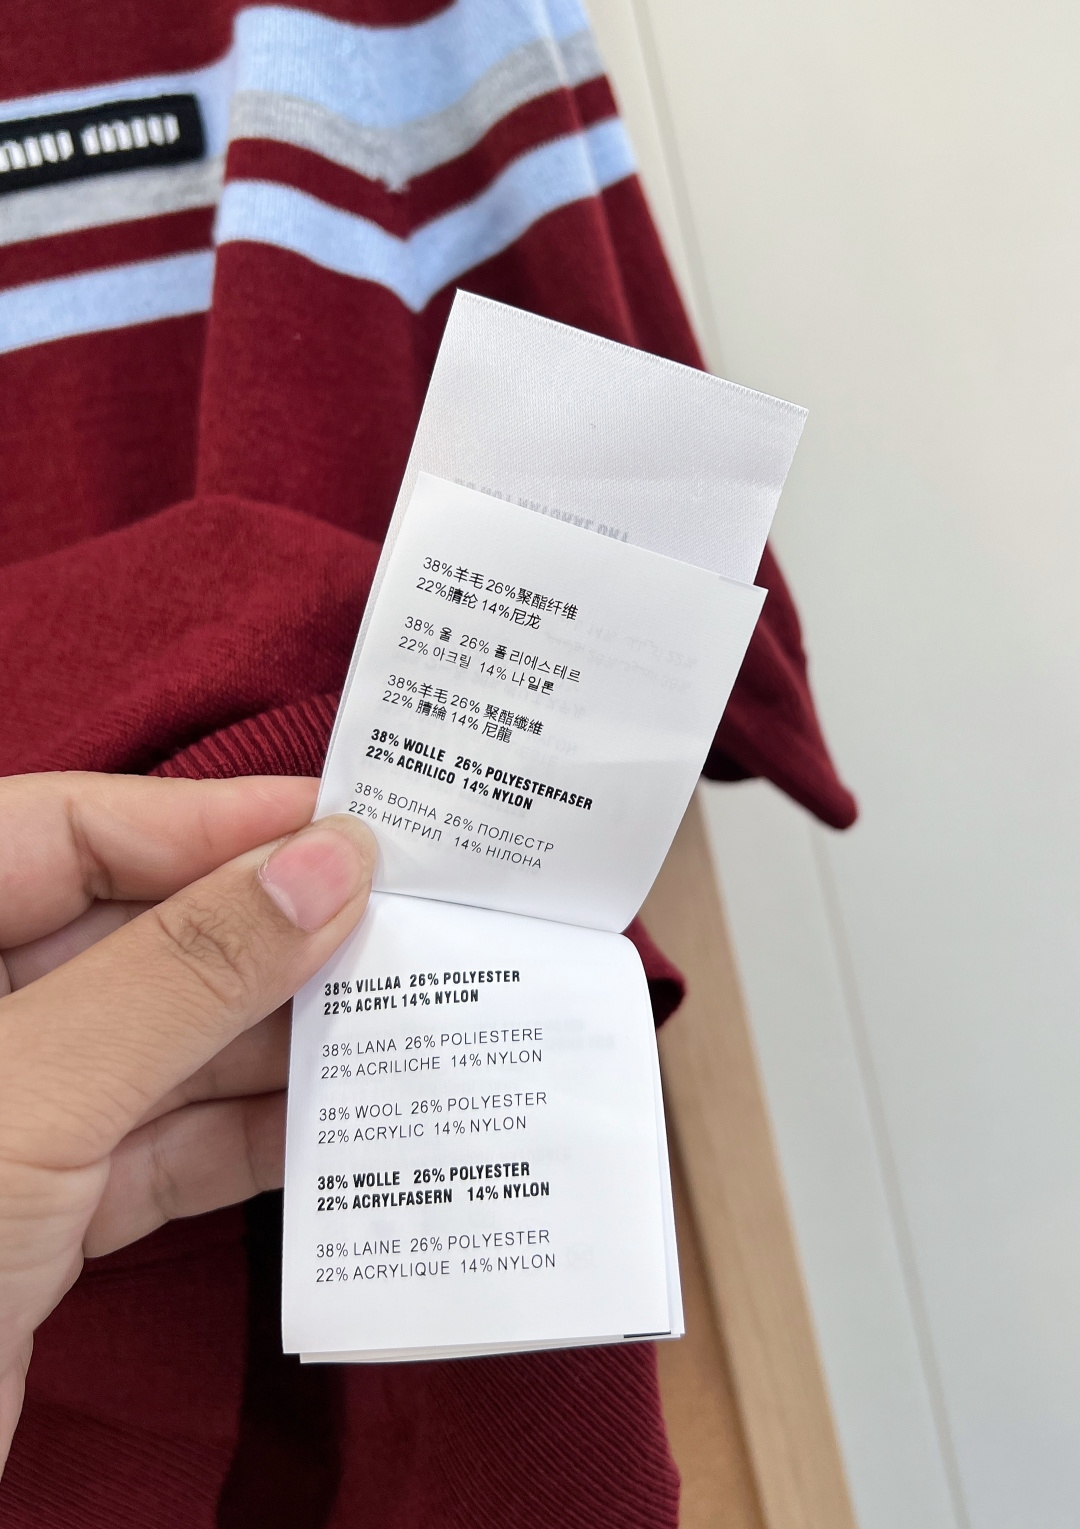 miu miu
38%羊毛 26%聚酯纤维
22%腈纶 14%尼龙
38% 울 26% 폴리에스테르
22% 아크릴 14% 나일론
38%羊毛 26% 聚酯纖維
22% 腈綸 14% 尼龍
38% WOLLE 26% POLYESTERFASER
22% ACRILICO 14% NYLON
38% ВОЛНА 26% ПОЛІЄСТР
22% НИТРИЛ 14% НІЛОНА
38% VILLAA 26% POLYESTER
22% ACRYL 14% NYLON
38% LANA 26% POLIESTERE
22% ACRILICHE 14% NYLON
38% WOOL 26% POLYESTER
22% ACRYLIC 14% NYLON
38% WOLLE 26% POLYESTER
22% ACRYLFASERN 14% NYLON
38% LAINE 26% POLYESTER
22% ACRYLIQUE 14% NYLON